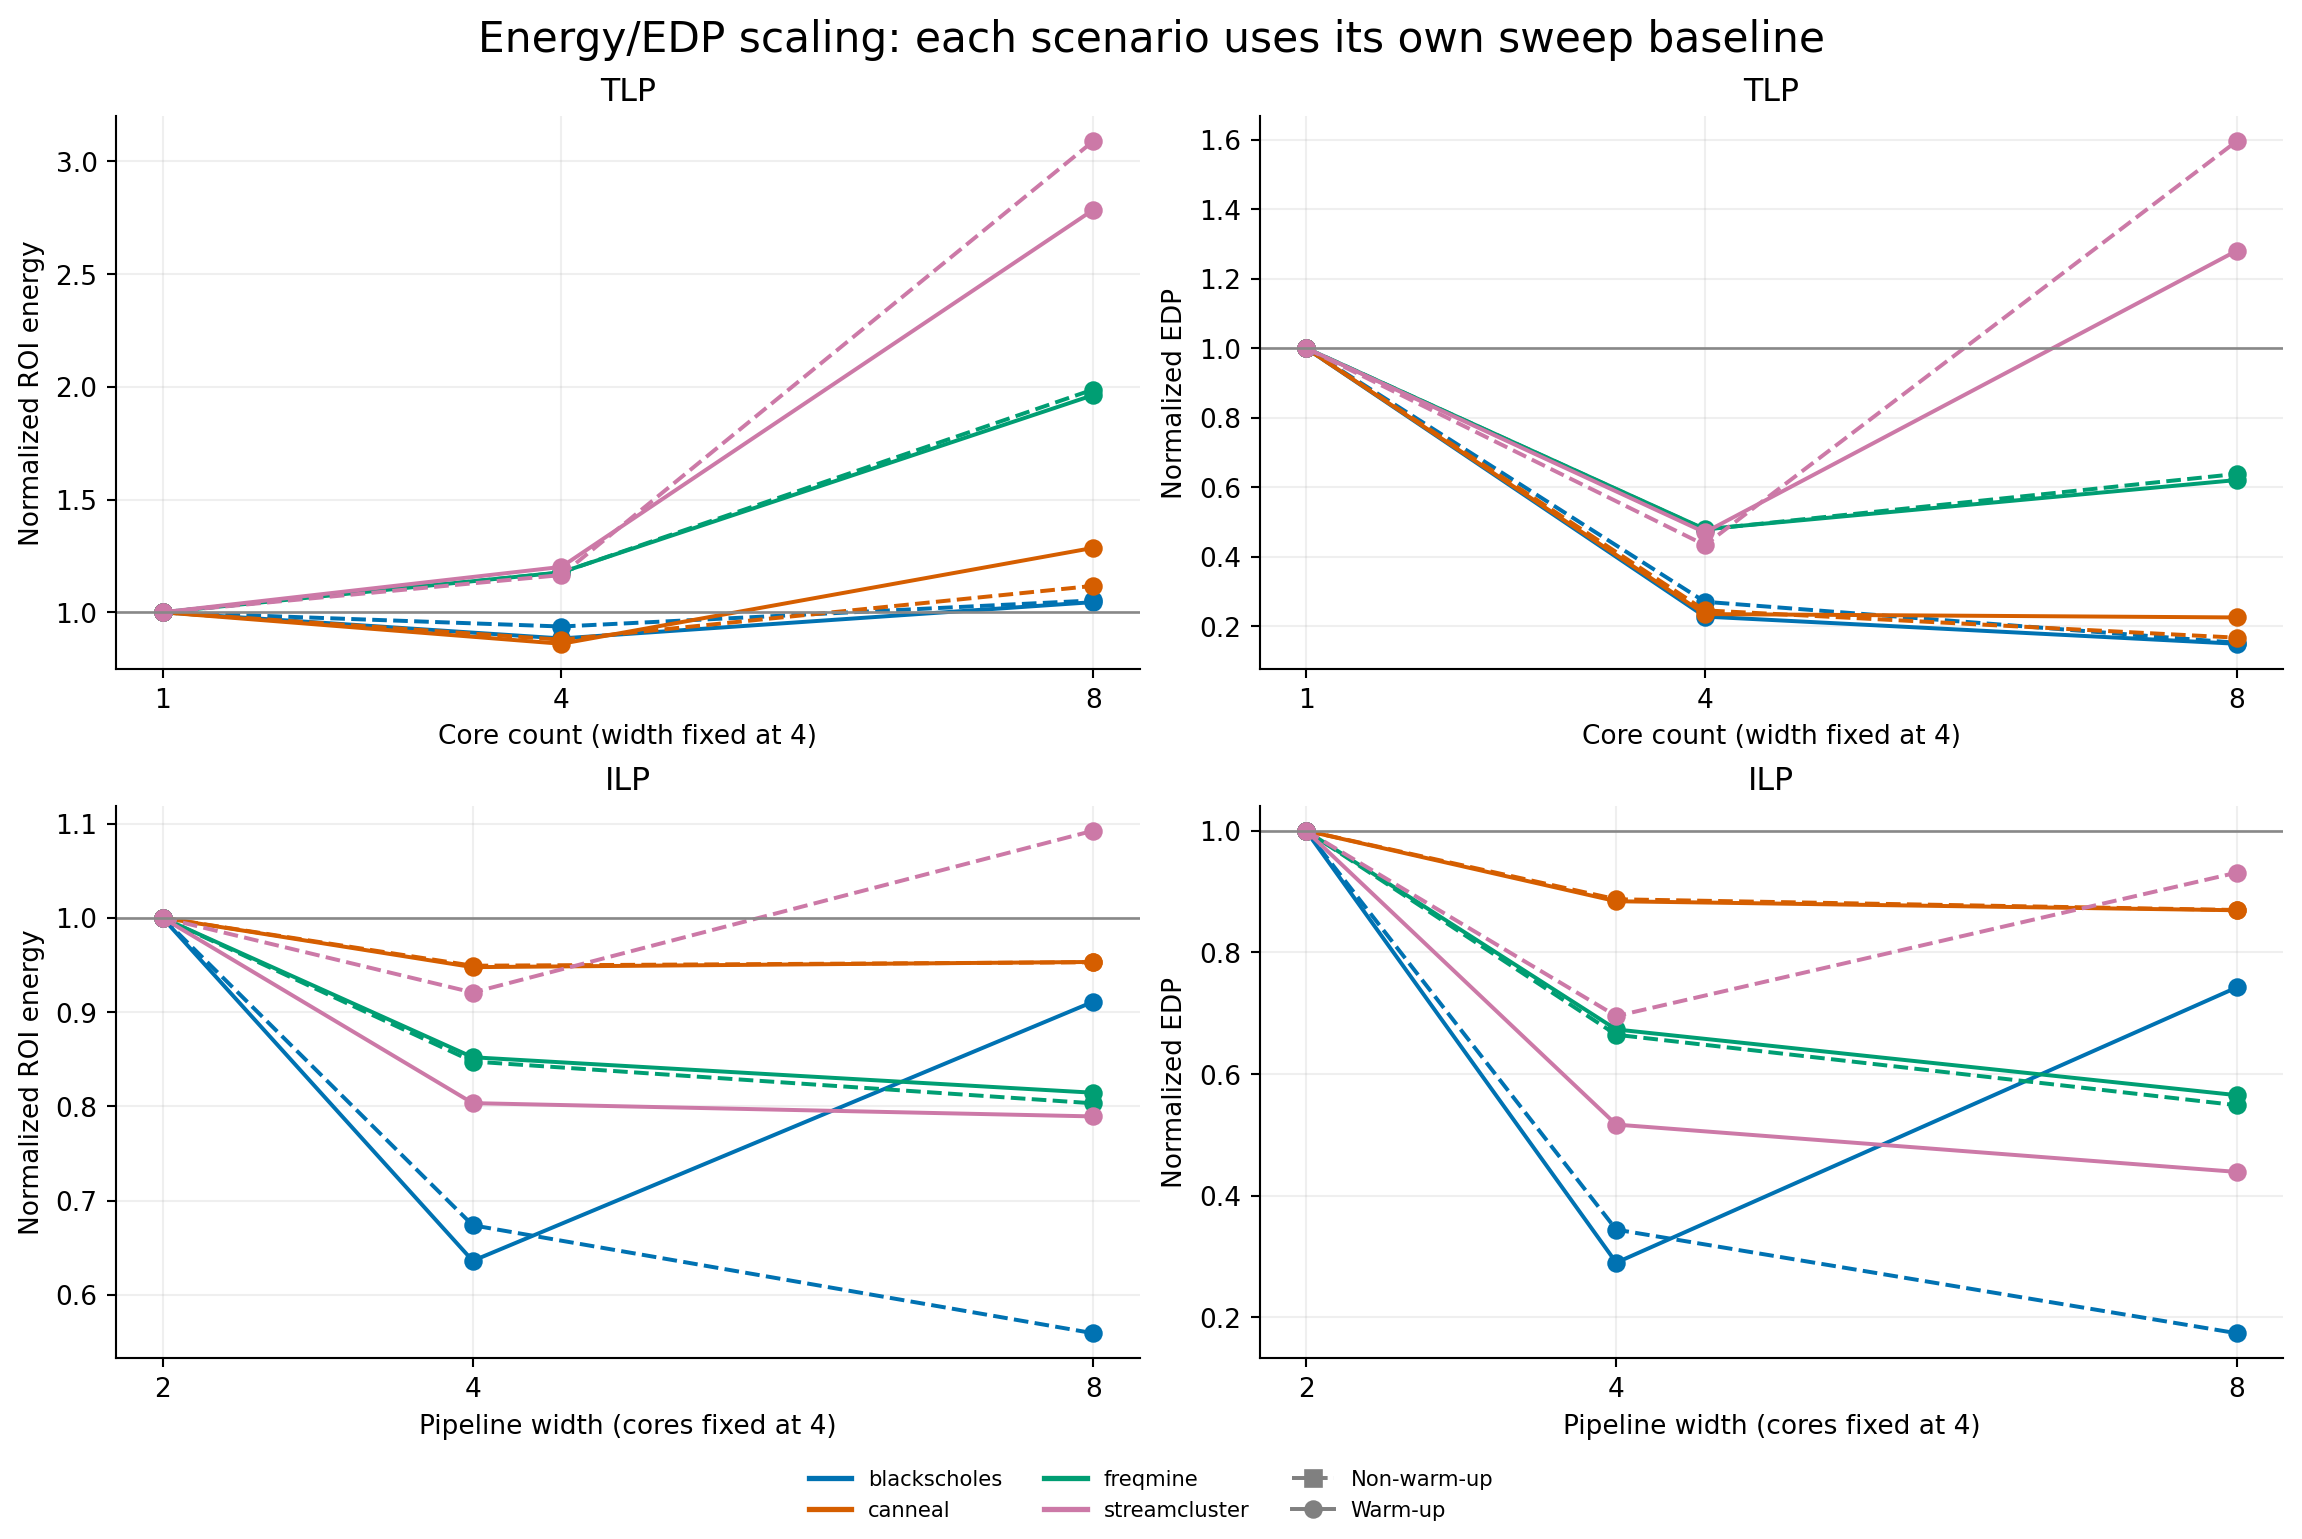 Energy/EDP scaling: each scenario uses its own sweep baseline
TLP
Normalized ROI energy
3.0
2.5
2.0
1.5
1.0
1
4
8
Core count (width fixed at 4)
TLP
Normalized EDP
1.6
1.4
1.2
1.0
0.8
0.6
0.4
0.2
1
4
8
Core count (width fixed at 4)
ILP
Normalized ROI energy
1.1
1.0
0.9
0.8
0.7
0.6
2
4
8
Pipeline width (cores fixed at 4)
ILP
Normalized EDP
1.0
0.8
0.6
0.4
0.2
2
4
8
Pipeline width (cores fixed at 4)
blackscholes
canneal
freqmine
streamcluster
Non-warm-up
Warm-up